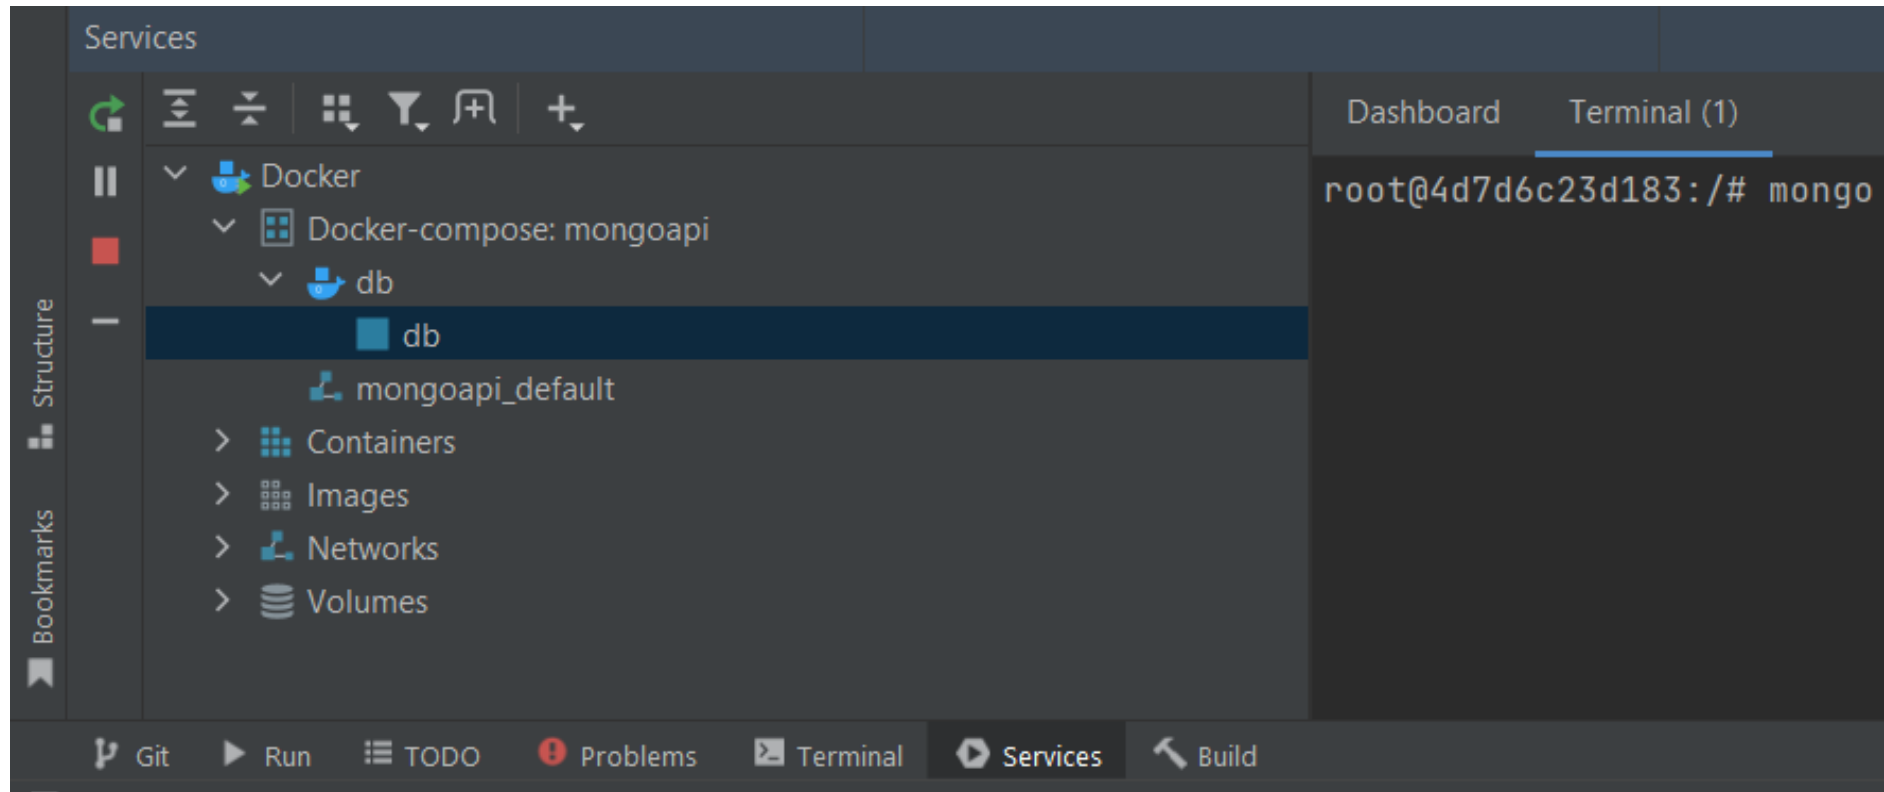 Services
Dashboard
Terminal (1)
Docker
Docker-compose: mongoapi
db
db
mongoapi_default
Containers
Images
Networks
Volumes
root@4d7d6c23d183:/# mongo
Structure
Bookmarks
Git
Run
TODO
Problems
Terminal
Services
Build